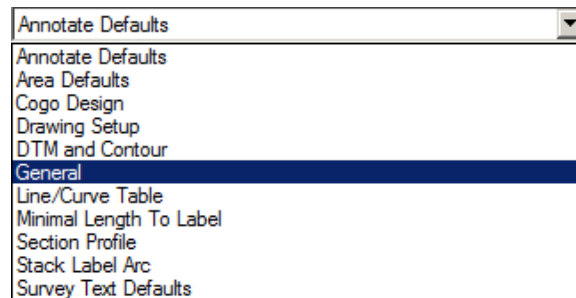 Annotate Defaults
Annotate Defaults
Area Defaults
Cogo Design
Drawing Setup
DTM and Contour
General
Line/Curve Table
Minimal Length To Label
Section Profile
Stack Label Arc
Survey Text Defaults